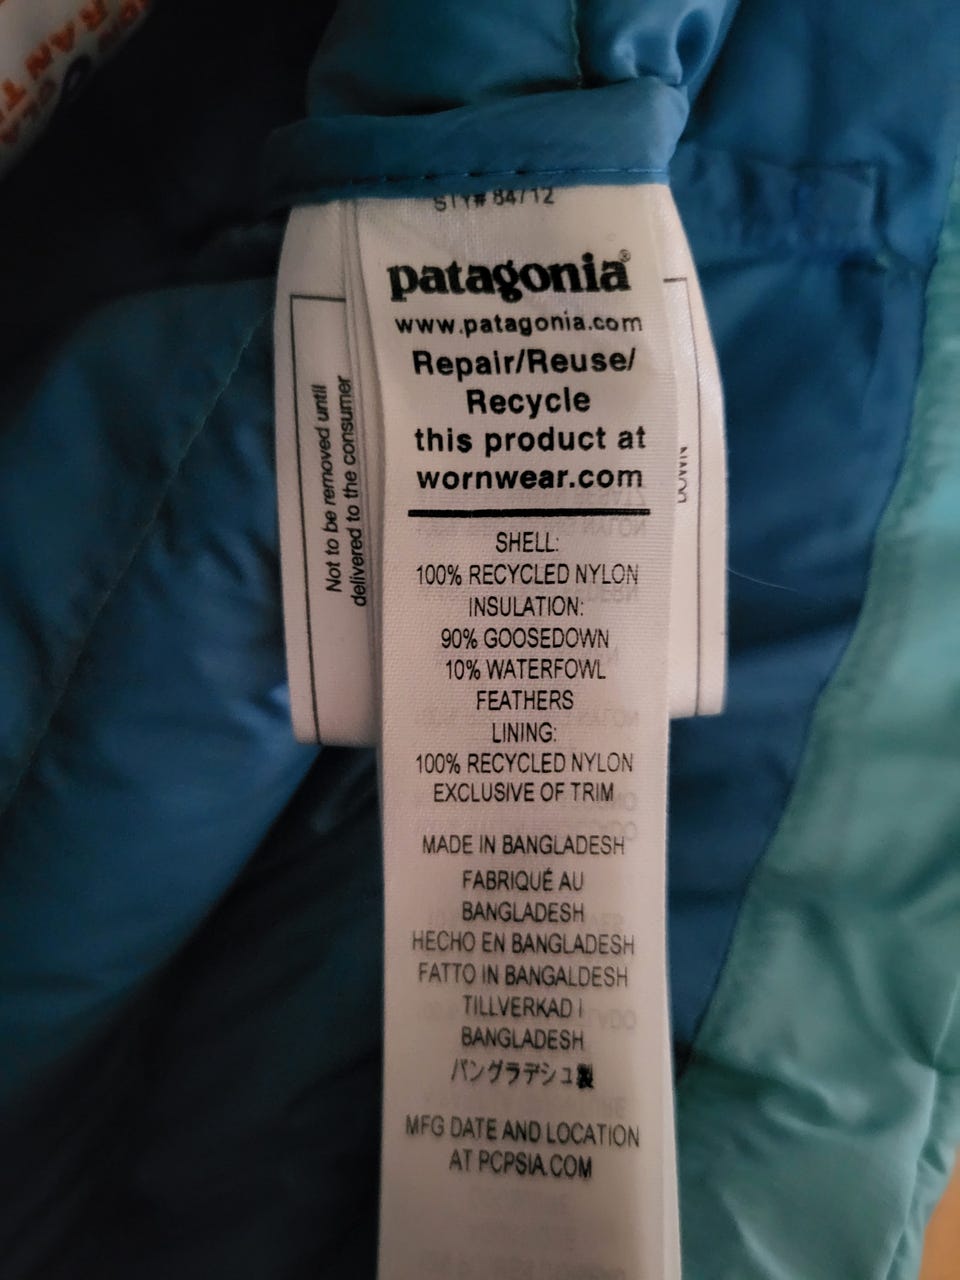 STY# 84712
patagonia®
www.patagonia.com
Repair/Reuse/
Recycle
this product at
wornwear.com
SHELL:
100% RECYCLED NYLON
INSULATION:
90% GOOSEDOWN
10% WATERFOWL
FEATHERS
LINING:
100% RECYCLED NYLON
EXCLUSIVE OF TRIM
MADE IN BANGLADESH
FABRIQUÉ AU
BANGLADESH
HECHO EN BANGLADESH
FATTO IN BANGALDESH
TILLVERKAD I
BANGLADESH
バングラデシュ製
MFG DATE AND LOCATION
AT PCPSIA.COM
Not to be removed until
delivered to the consumer
DOWN